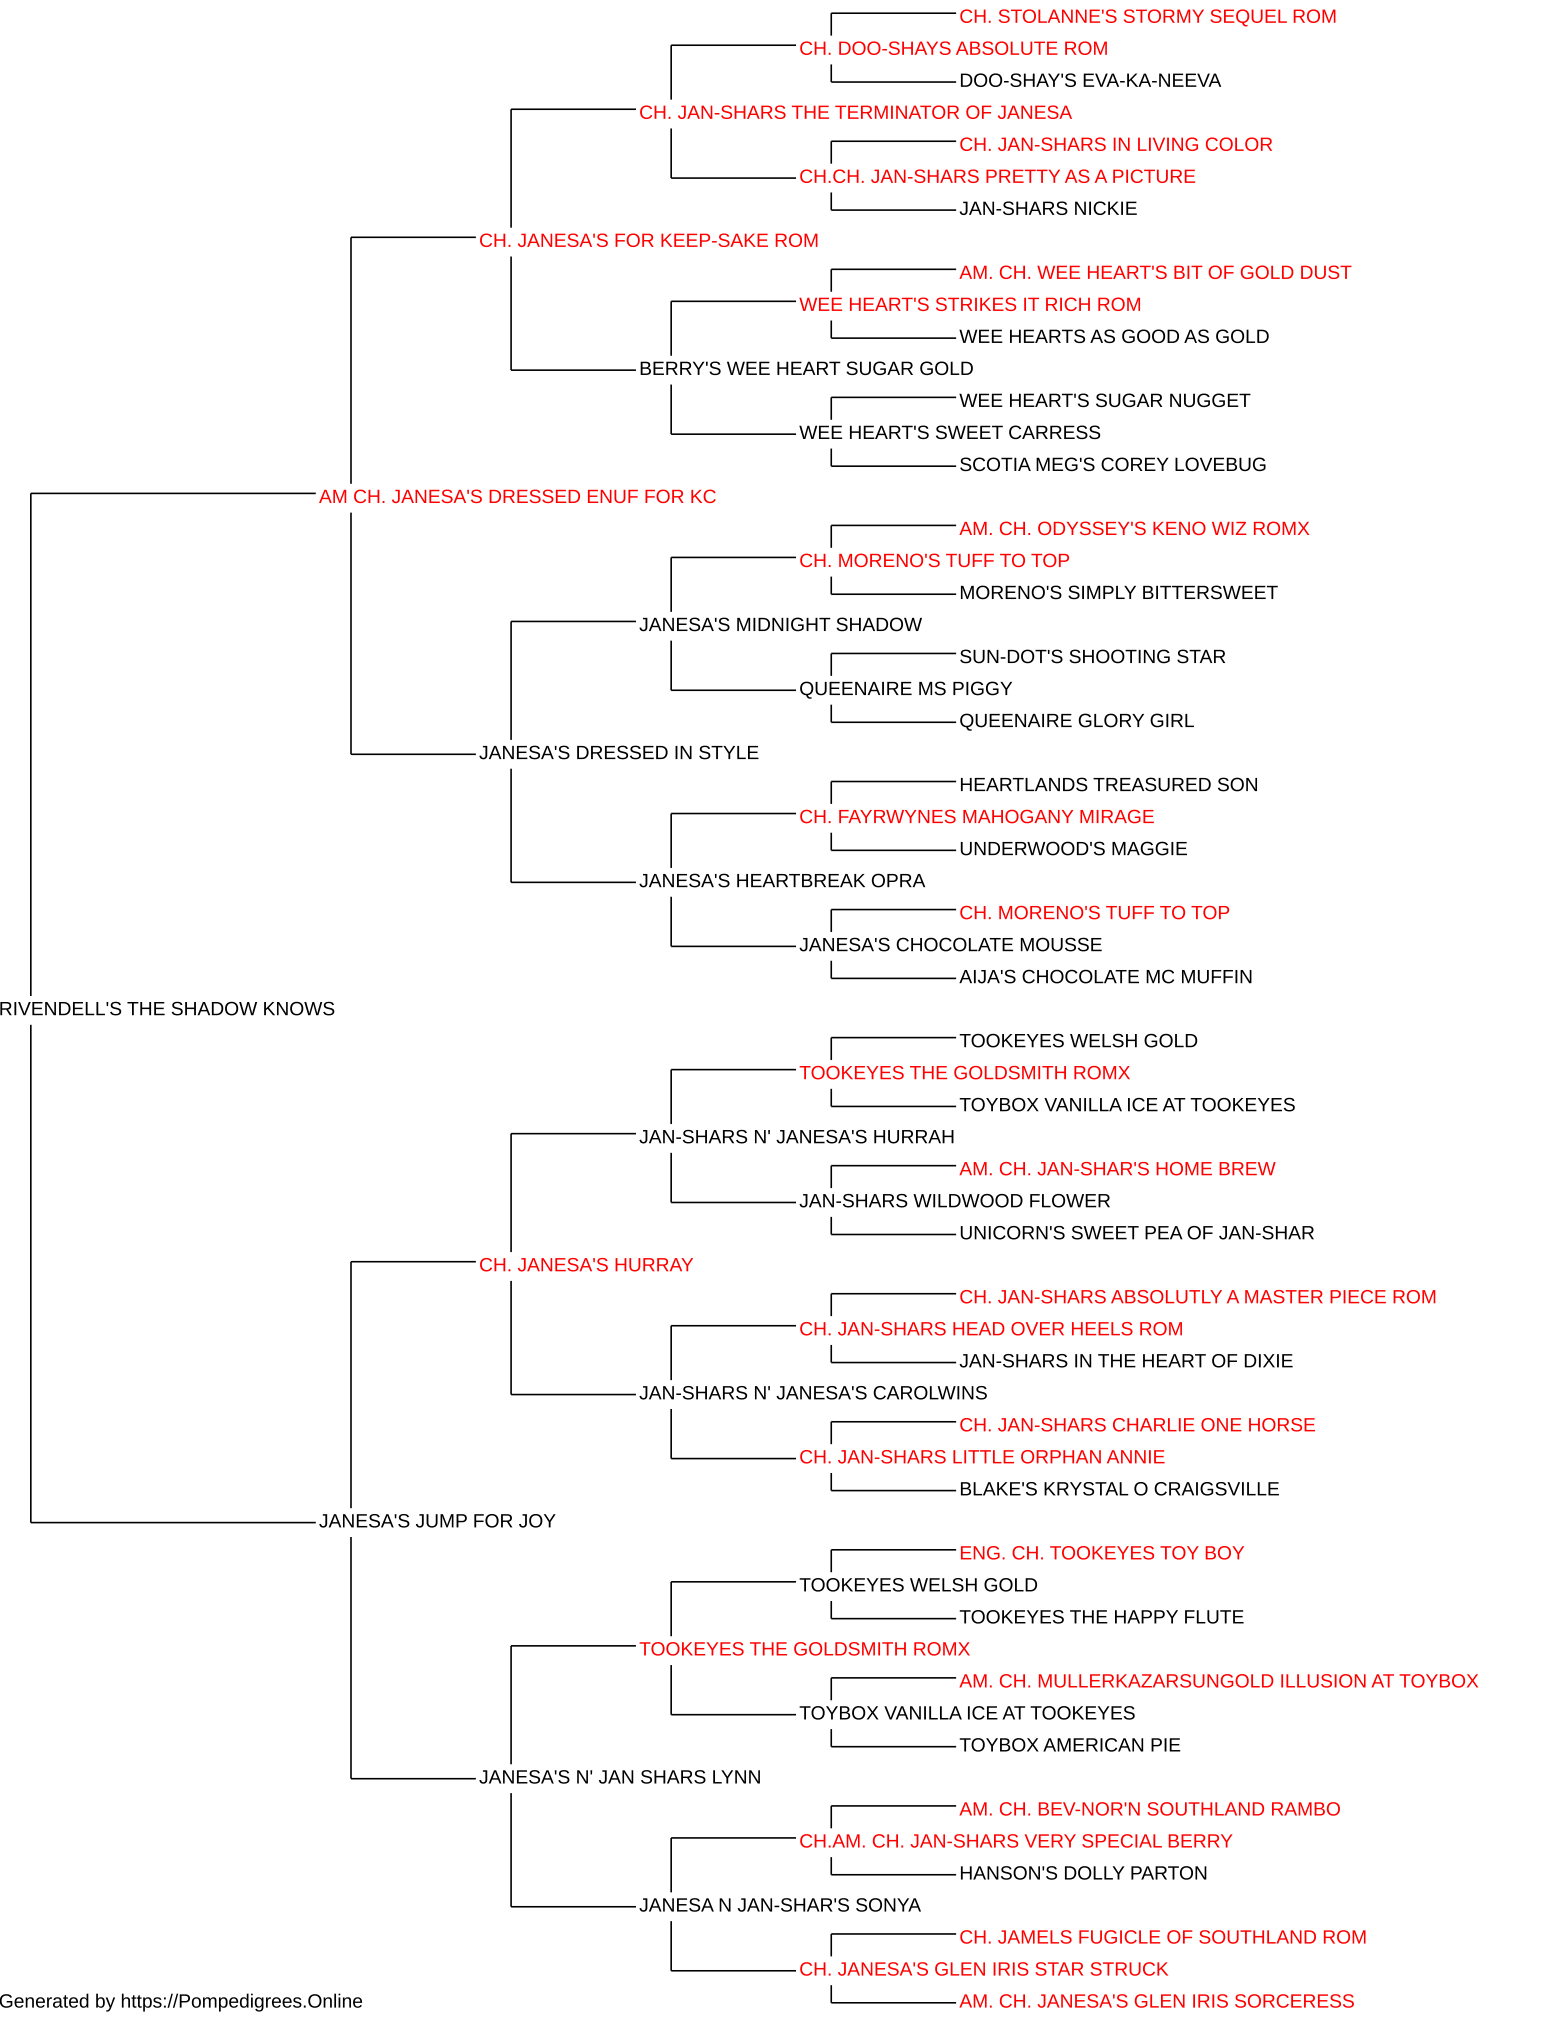 CH. STOLANNE'S STORMY SEQUEL ROM
CH. DOO-SHAYS ABSOLUTE ROM
DOO-SHAY'S EVA-KA-NEEVA
CH. JAN-SHARS THE TERMINATOR OF JANESA
CH. JAN-SHARS IN LIVING COLOR
CH.CH. JAN-SHARS PRETTY AS A PICTURE
JAN-SHARS NICKIE
CH. JANESA'S FOR KEEP-SAKE ROM
AM. CH. WEE HEART'S BIT OF GOLD DUST
WEE HEART'S STRIKES IT RICH ROM
WEE HEARTS AS GOOD AS GOLD
BERRY'S WEE HEART SUGAR GOLD
WEE HEART'S SUGAR NUGGET
WEE HEART'S SWEET CARRESS
SCOTIA MEG'S COREY LOVEBUG
AM CH. JANESA'S DRESSED ENUF FOR KC
AM. CH. ODYSSEY'S KENO WIZ ROMX
CH. MORENO'S TUFF TO TOP
MORENO'S SIMPLY BITTERSWEET
JANESA'S MIDNIGHT SHADOW
SUN-DOT'S SHOOTING STAR
QUEENAIRE MS PIGGY
QUEENAIRE GLORY GIRL
JANESA'S DRESSED IN STYLE
HEARTLANDS TREASURED SON
CH. FAYRWYNES MAHOGANY MIRAGE
UNDERWOOD'S MAGGIE
JANESA'S HEARTBREAK OPRA
CH. MORENO'S TUFF TO TOP
JANESA'S CHOCOLATE MOUSSE
AIJA'S CHOCOLATE MC MUFFIN
RIVENDELL'S THE SHADOW KNOWS
TOOKEYES WELSH GOLD
TOOKEYES THE GOLDSMITH ROMX
TOYBOX VANILLA ICE AT TOOKEYES
JAN-SHARS N' JANESA'S HURRAH
AM. CH. JAN-SHAR'S HOME BREW
JAN-SHARS WILDWOOD FLOWER
UNICORN'S SWEET PEA OF JAN-SHAR
CH. JANESA'S HURRAY
CH. JAN-SHARS ABSOLUTLY A MASTER PIECE ROM
CH. JAN-SHARS HEAD OVER HEELS ROM
JAN-SHARS IN THE HEART OF DIXIE
JAN-SHARS N' JANESA'S CAROLWINS
CH. JAN-SHARS CHARLIE ONE HORSE
CH. JAN-SHARS LITTLE ORPHAN ANNIE
BLAKE'S KRYSTAL O CRAIGSVILLE
JANESA'S JUMP FOR JOY
ENG. CH. TOOKEYES TOY BOY
TOOKEYES WELSH GOLD
TOOKEYES THE HAPPY FLUTE
TOOKEYES THE GOLDSMITH ROMX
AM. CH. MULLERKAZARSUNGOLD ILLUSION AT TOYBOX
TOYBOX VANILLA ICE AT TOOKEYES
TOYBOX AMERICAN PIE
JANESA'S N' JAN SHARS LYNN
AM. CH. BEV-NOR'N SOUTHLAND RAMBO
CH.AM. CH. JAN-SHARS VERY SPECIAL BERRY
HANSON'S DOLLY PARTON
JANESA N JAN-SHAR'S SONYA
CH. JAMELS FUGICLE OF SOUTHLAND ROM
CH. JANESA'S GLEN IRIS STAR STRUCK
AM. CH. JANESA'S GLEN IRIS SORCERESS
Generated by https://Pompedigrees.Online